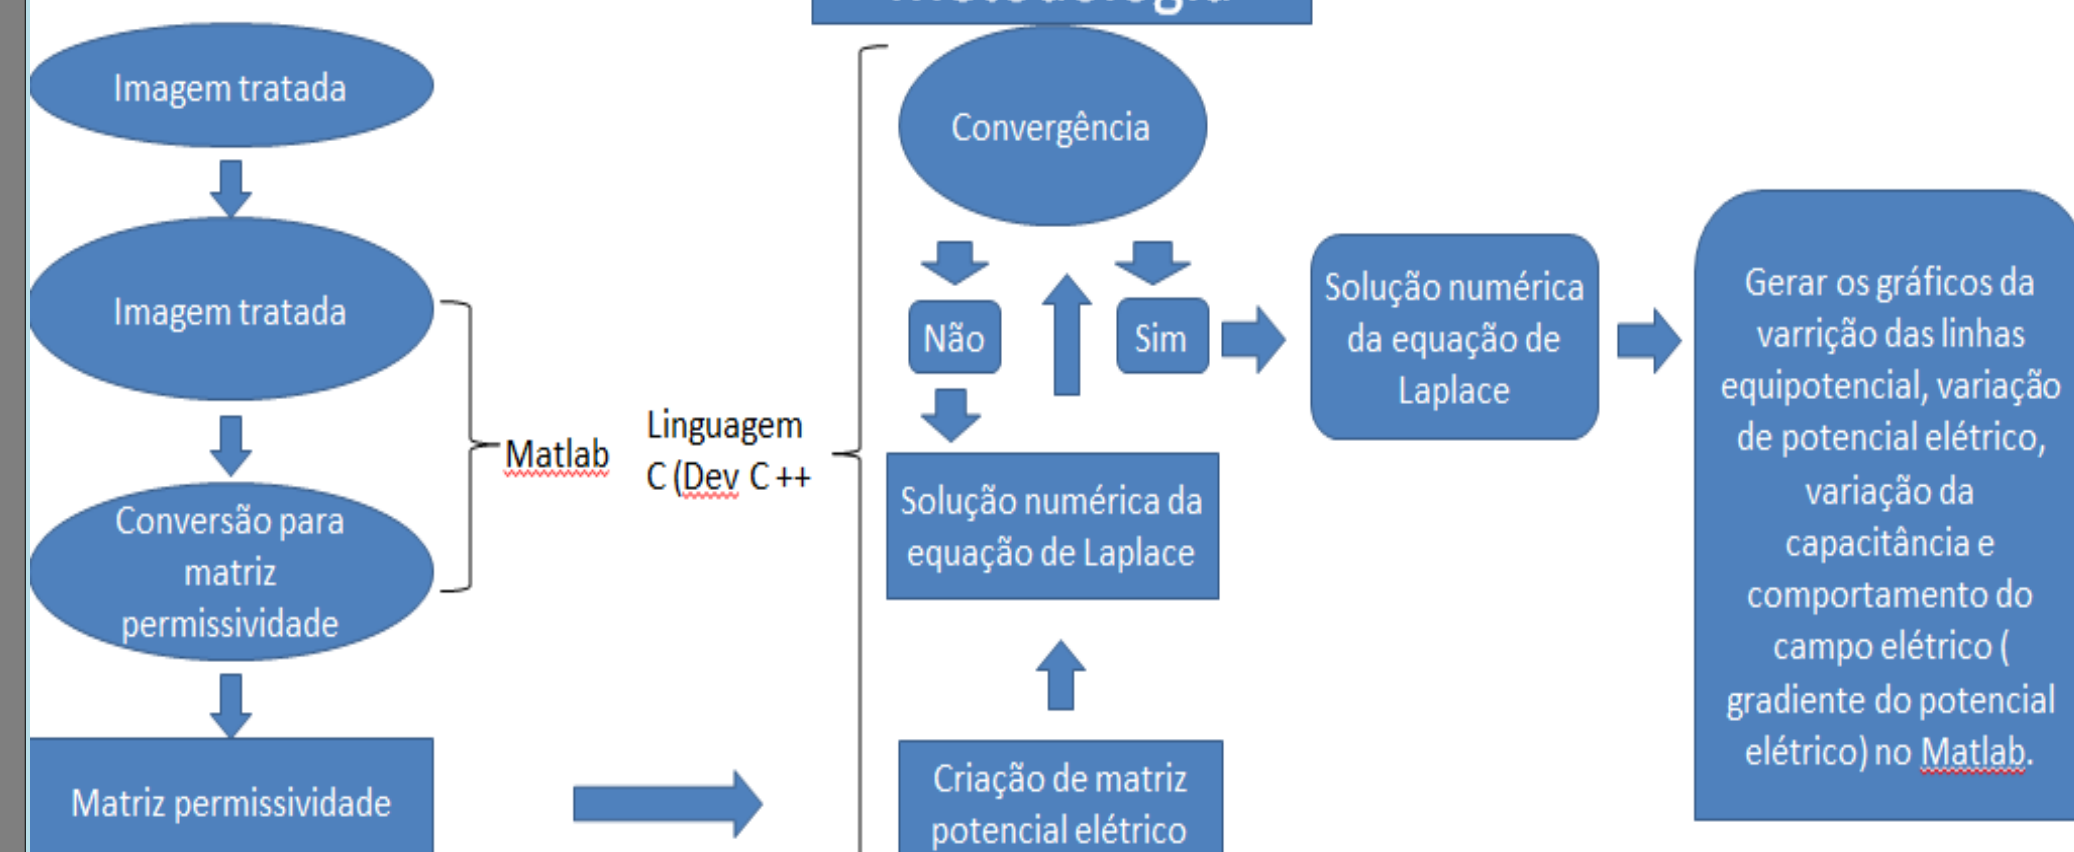 Metodologia
Imagem tratada
Imagem tratada
Conversão para
matriz
permissividade
Matriz permissividade
Matlab
Linguagem
C (Dev C ++
Convergência
Não
Sim
Solução numérica da
equação de Laplace
Criação de matriz
potencial elétrico
Solução numérica
da equação de
Laplace
Gerar os gráficos da
varrição das linhas
equipotencial, variação
de potencial elétrico,
variação da
capacitância e
comportamento do
campo elétrico (
gradiente do potencial
elétrico) no Matlab.